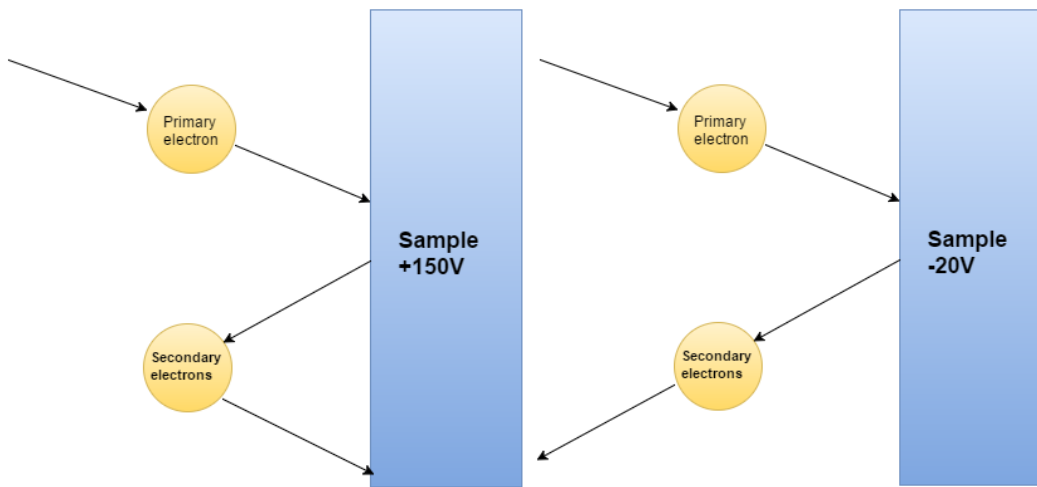 Primary
electron
Sample
+150V
Secondary
electrons
Primary
electron
Sample
-20V
Secondary
electrons